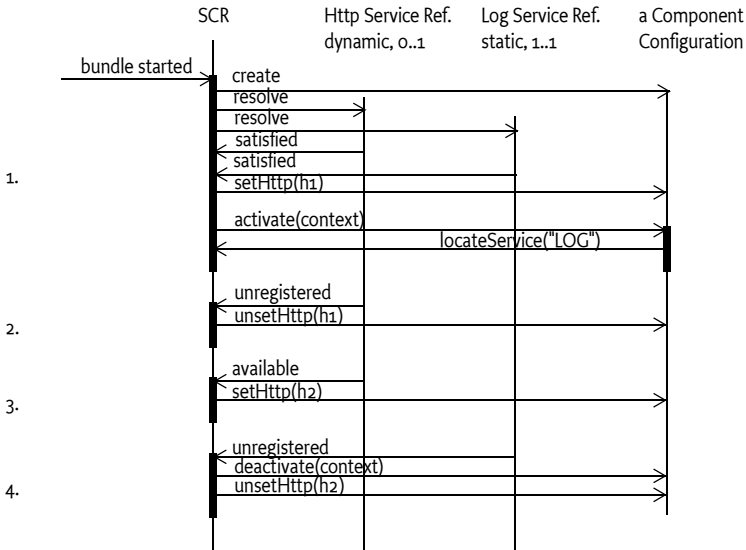 SCR
Http Service Ref.
dynamic, 0..1
Log Service Ref.
static, 1..1
a Component
Configuration
bundle started
create
resolve
resolve
satisfied
satisfied
1.
setHttp(h1)
activate(context)
locateService("LOG")
unregistered
2.
unsetHttp(h1)
available
3.
setHttp(h2)
unregistered
deactivate(context)
4.
unsetHttp(h2)